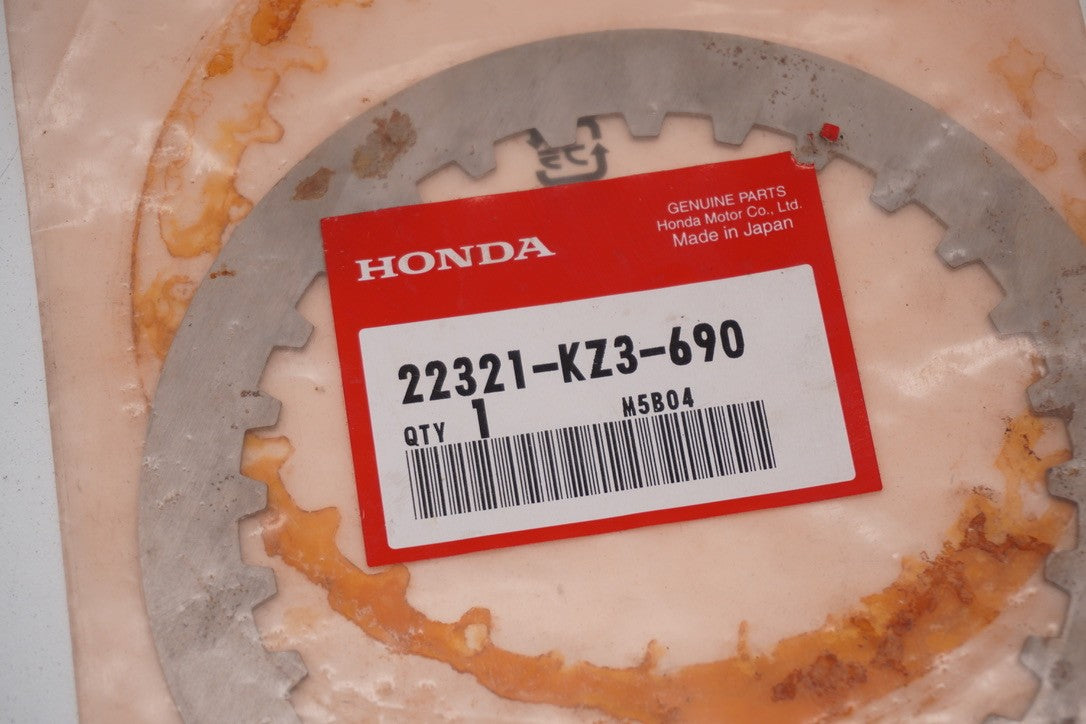 HONDA
GENUINE PARTS
Honda Motor Co., Ltd.
Made in Japan
22321-KZ3-690
QTY 1 M5B04